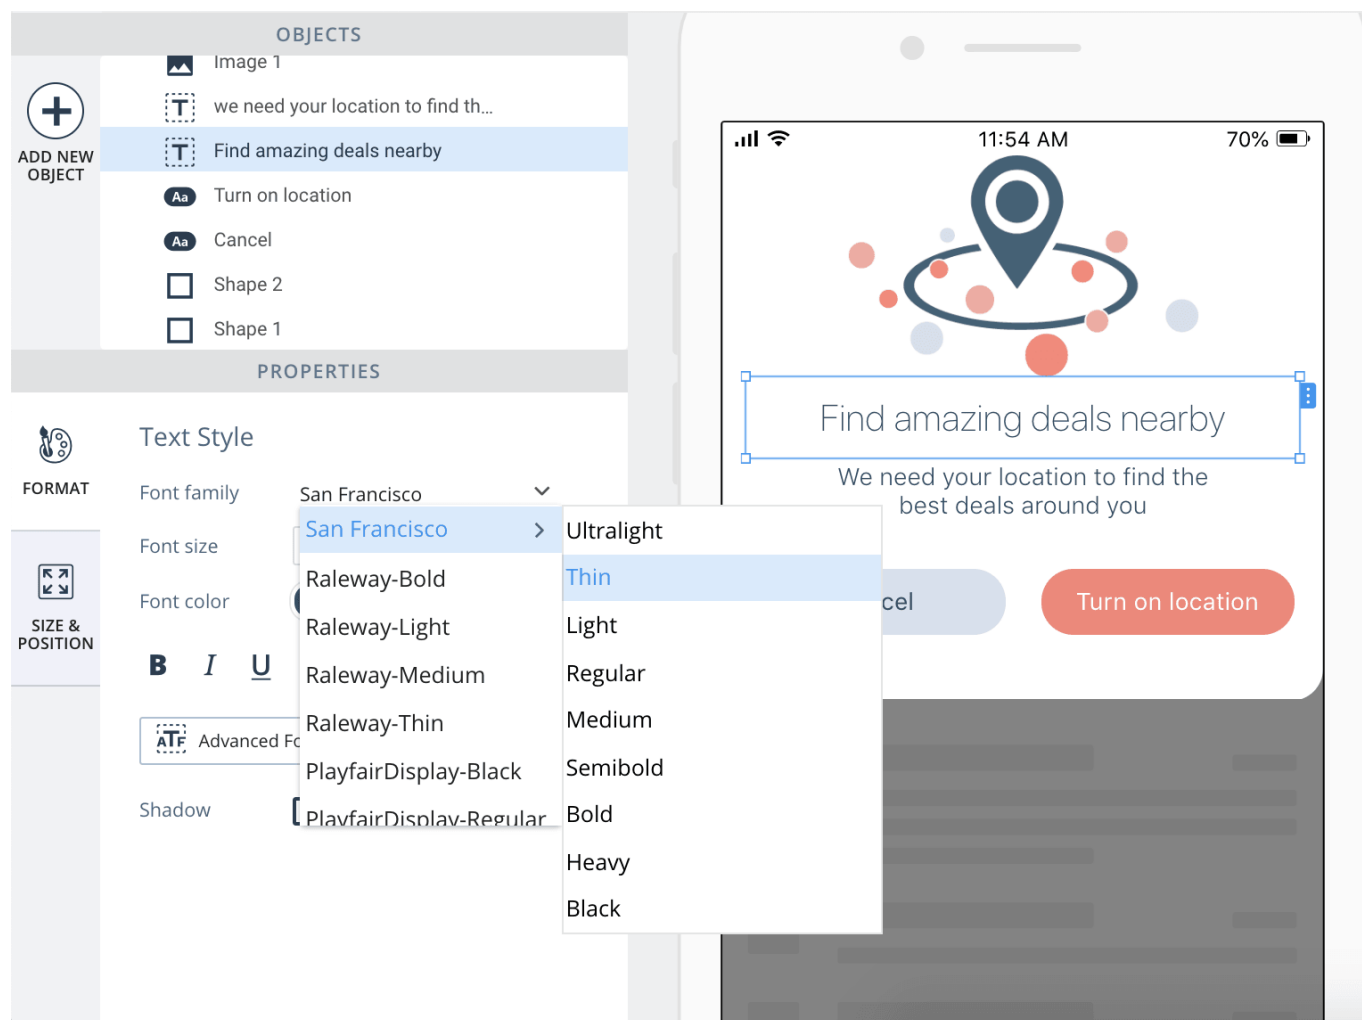 OBJECTS
Image 1
we need your location to find th...
ADD NEW
OBJECT
Find amazing deals nearby
Aa Turn on location
Aa Cancel
Shape 2
Shape 1
PROPERTIES
FORMAT
SIZE &
POSITION
Text Style
Font family
San Francisco
Font size
Font color
B I U
ATF Advanced Fo
Shadow
San Francisco
Raleway-Bold
Raleway-Light
Raleway-Medium
Raleway-Thin
PlayfairDisplay-Black
PlayfairDisplay-Regular
Ultralight
Thin
Light
Regular
Medium
Semibold
Bold
Heavy
Black
11:54 AM
70%
Find amazing deals nearby
We need your location to find the
best deals around you
cel
Turn on location